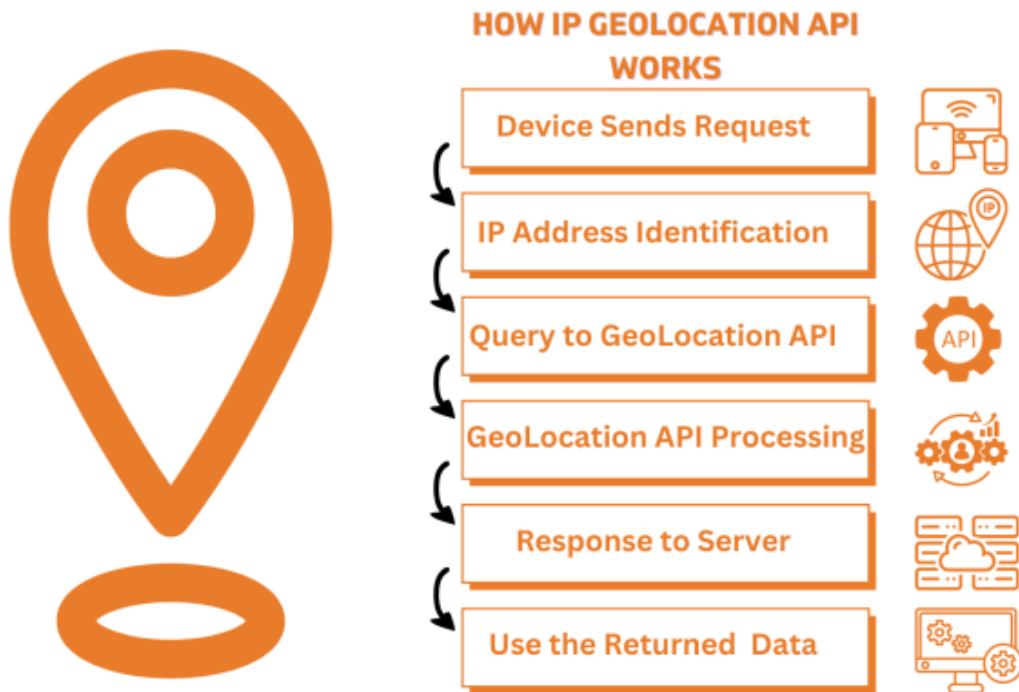 HOW IP GEOLOCATION API
WORKS
Device Sends Request
IP Address Identification
IP
Query to GeoLocation API
API
GeoLocation API Processing
Response to Server
Use the Returned Data